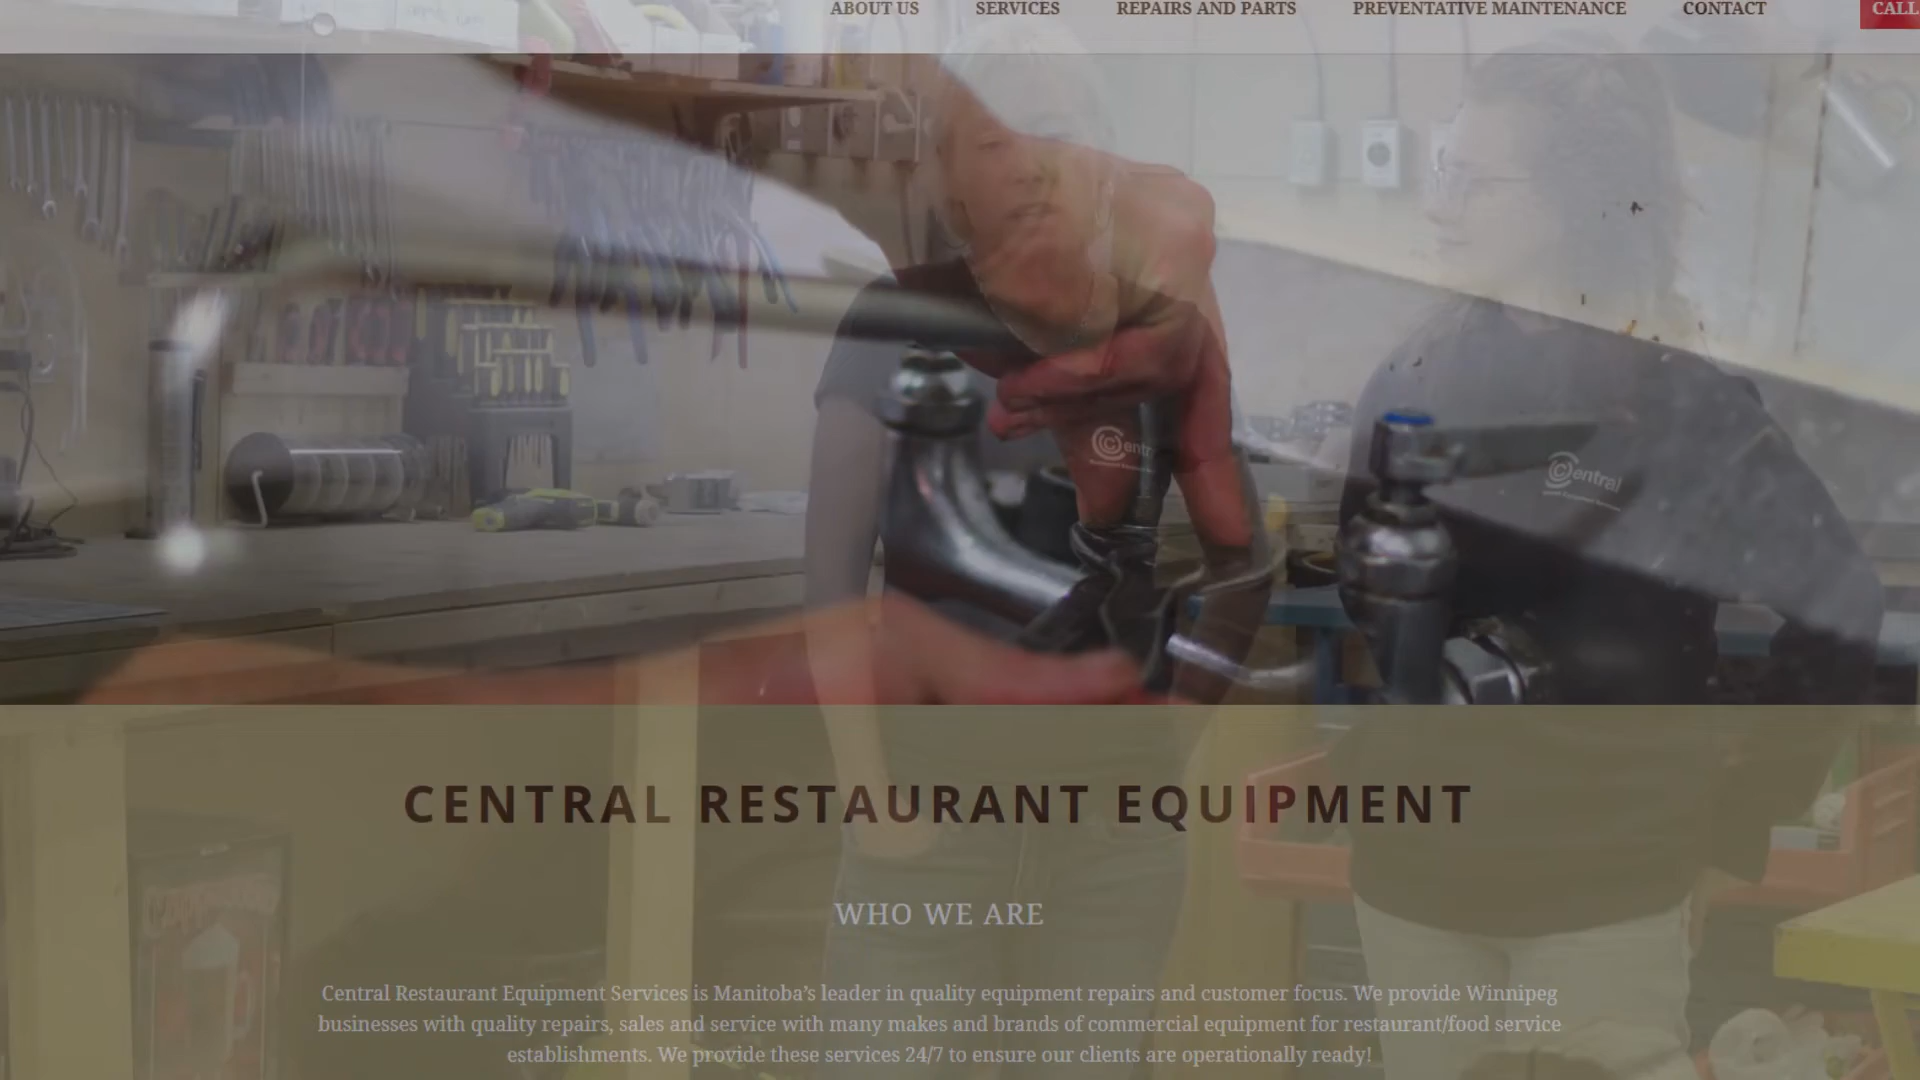 ABOUT US SERVICES REPAIRS AND PARTS PREVENTATIVE MAINTENANCE CONTACT CALL
Centr
Central
CENTRAL RESTAURANT EQUIPMENT
WHO WE ARE
Central Restaurant Equipment Services is Manitoba’s leader in quality equipment repairs and customer focus. We provide Winnipeg
businesses with quality repairs, sales and service with many makes and brands of commercial equipment for restaurant/food service
establishments. We provide these services 24/7 to ensure our clients are operationally ready!